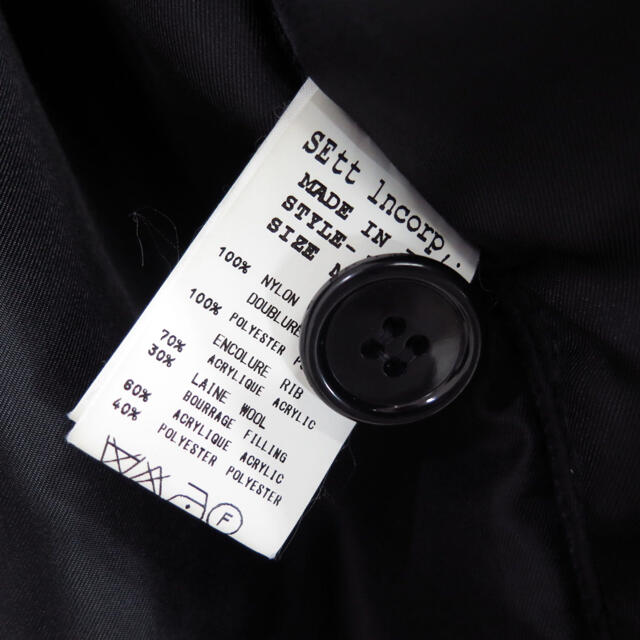 SEtt lncorp,.
MADE IN
STYLE-
SIZE
100% NYLON
DOUBLURE
100% POLYESTER
ENCOLURE RIB
70% ACRYLIQUE ACRYLIC
30% LAINE WOOL
BOURRAGE FILLING
60% ACRYLIQUE ACRYLIC
40% POLYESTER POLYESTER
F